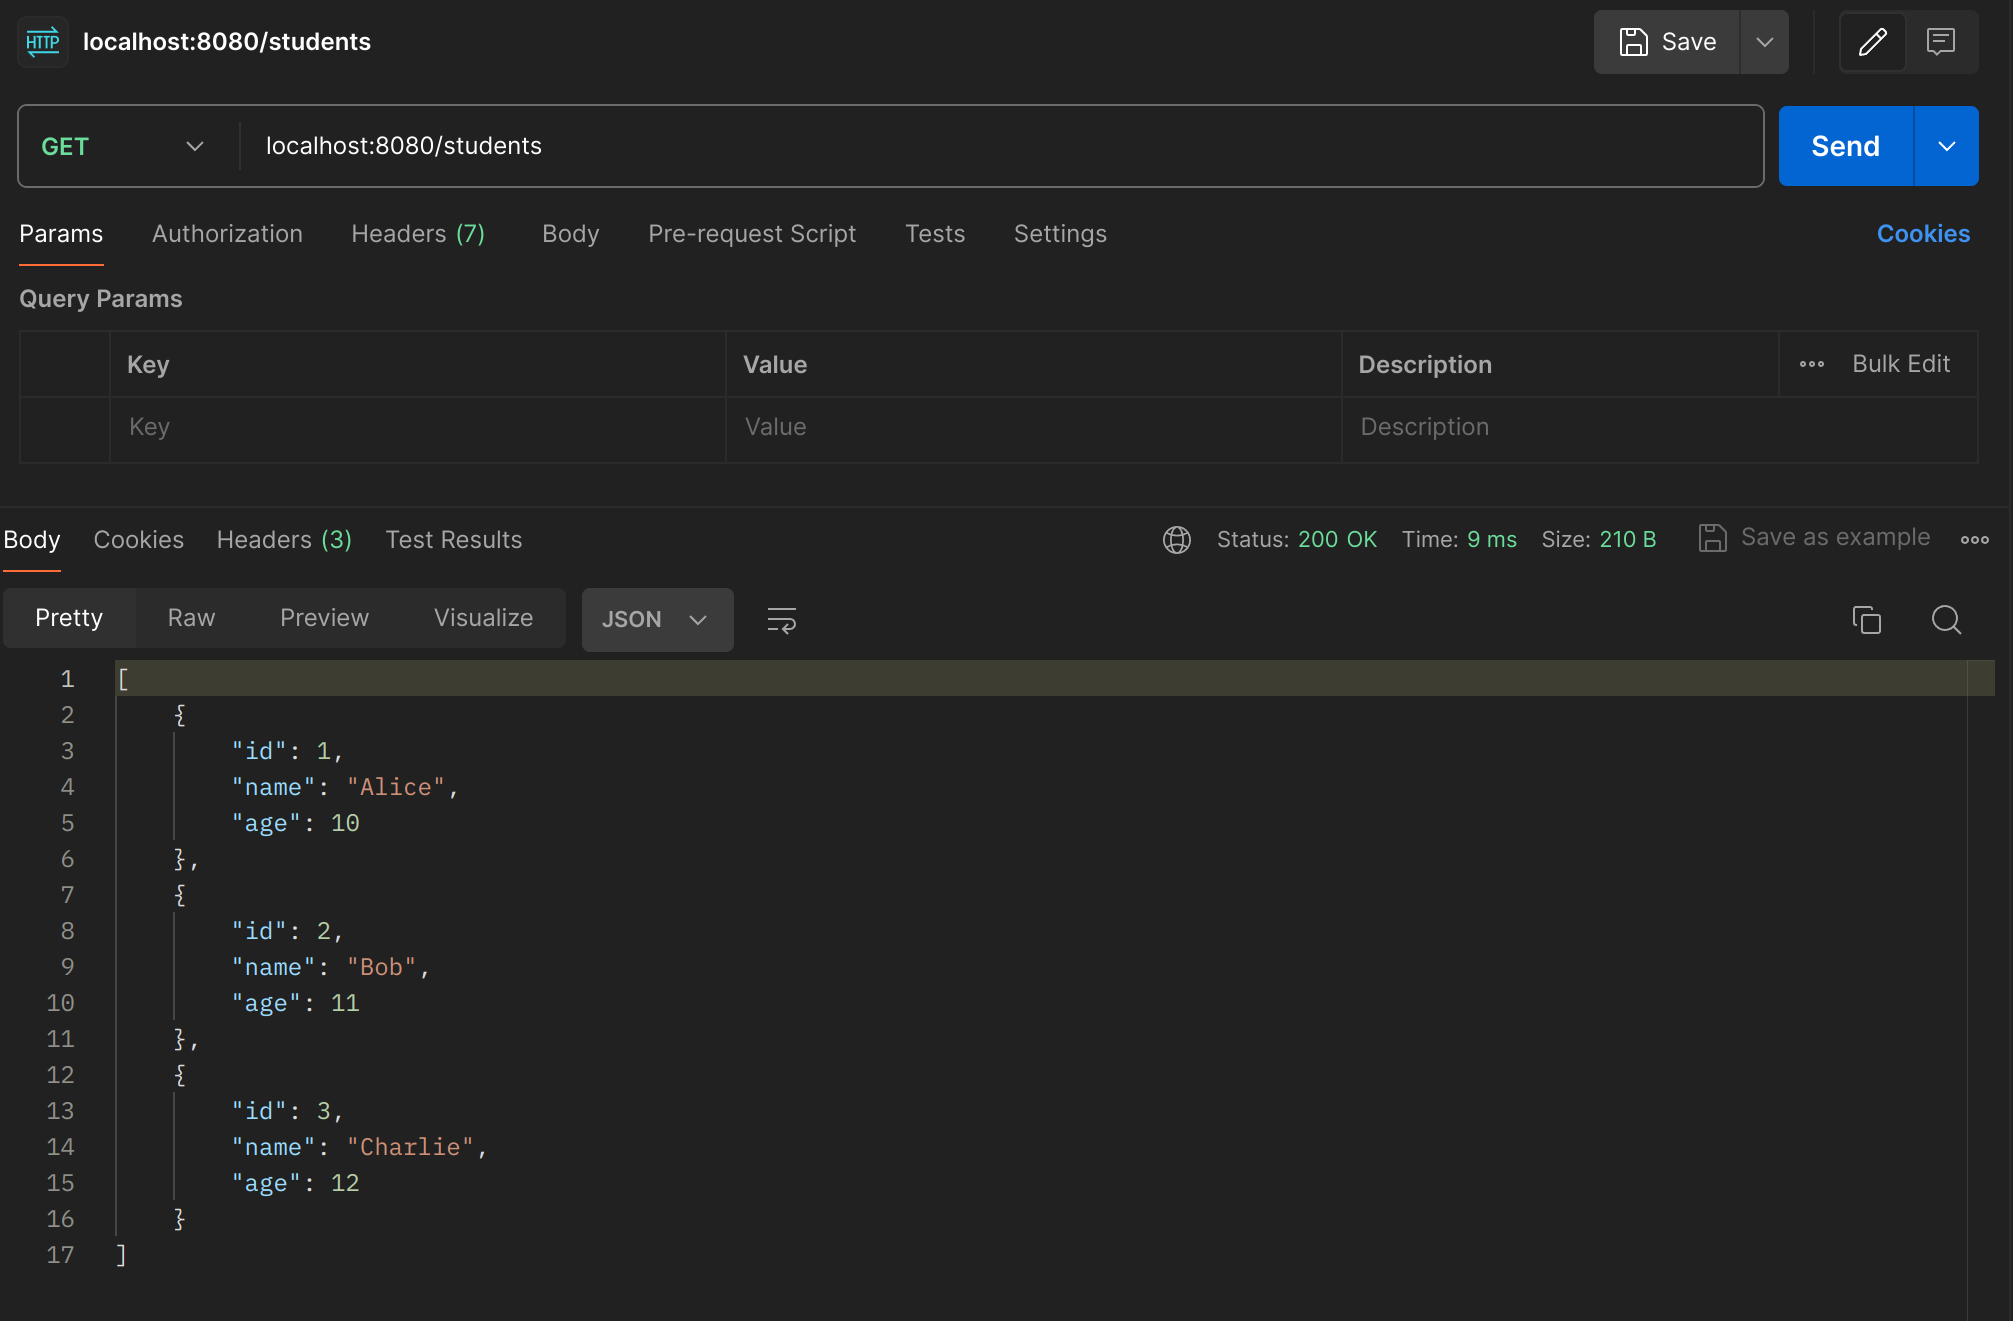 HTTP localhost:8080/students Save
GET localhost:8080/students Send
Params Authorization Headers (7) Body Pre-request Script Tests Settings Cookies
Query Params
Key Value Description Bulk Edit
Key Value Description
Body Cookies Headers (3) Test Results Status: 200 OK Time: 9 ms Size: 210 B Save as example
Pretty Raw Preview Visualize JSON
1 [
2 {
3 "id": 1,
4 "name": "Alice",
5 "age": 10
6 },
7 {
8 "id": 2,
9 "name": "Bob",
10 "age": 11
11 },
12 {
13 "id": 3,
14 "name": "Charlie",
15 "age": 12
16 }
17 ]